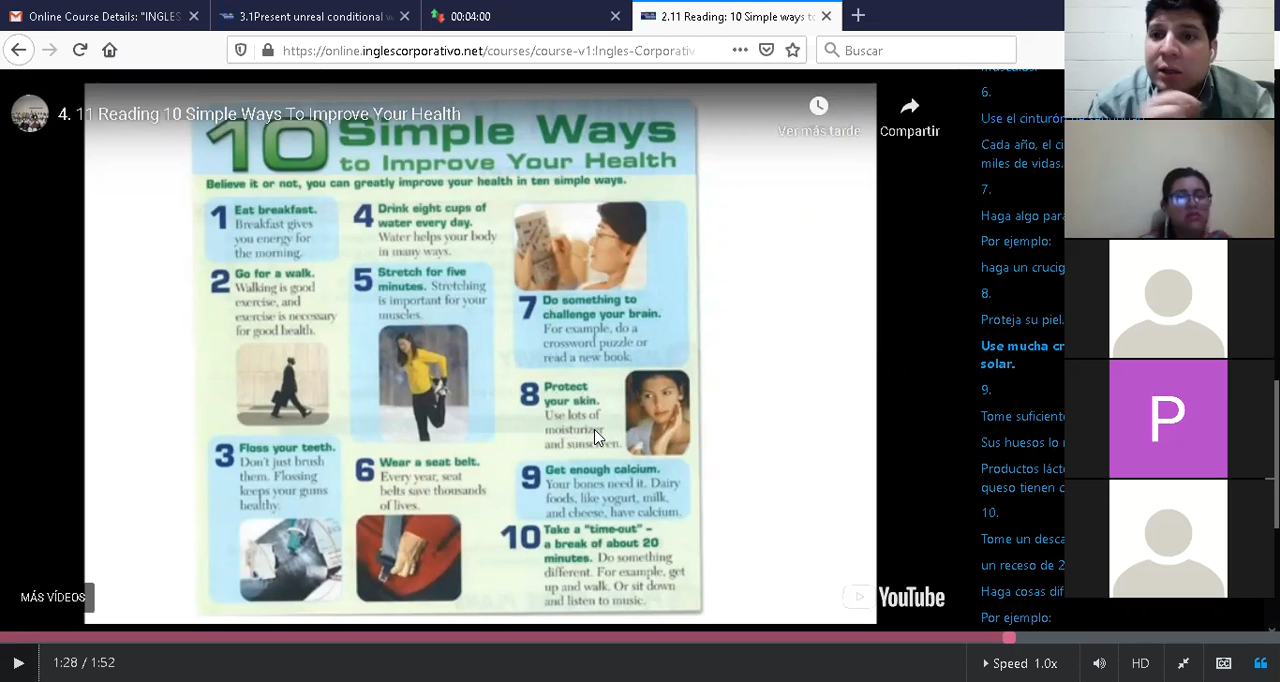 Online Course Details: "INGLES
3.1Present unreal conditional
00:04:00
2.11 Reading: 10 Simple ways to
https://online.inglescorporativo.net/courses/course-v1:Ingles-Corporativ
Buscar
4. 11 Reading 10 Simple Ways To Improve Your Health
Ver más tarde
Compartir
10 Simple Ways
to Improve Your Health
Believe it or not, you can greatly improve your health in ten simple ways.
1 Eat breakfast.
Breakfast gives
you energy for
the morning.
2 Go for a walk.
Walking is good
exercise, and
exercise is necessary
for good health.
3 Floss your teeth.
Don't just brush
them. Flossing
keeps your gums
healthy.
4 Drink eight cups of
water every day.
Water helps your body
in many ways.
5 Stretch for five
minutes. Stretching
is important for your
muscles.
6 Wear a seat belt.
Every year, seat
belts save thousands
of lives.
7 Do something to
challenge your brain.
For example, do a
crossword puzzle or
read a new book.
8 Protect
your skin.
Use lots of
moisturizer
and sunscreen.
9 Get enough calcium.
Your bones need it. Dairy
foods, like yogurt, milk,
and cheese, have calcium.
10 Take a "time-out" –
a break of about 20
minutes. Do something
different. For example, get
up and walk. Or sit down
and listen to music.
MÁS VÍDEOS
YouTube
6.
Use el cinturón de
Cada año, el ci
miles de vidas.
7.
Haga algo para
Por ejemplo:
haga un crucig
8.
Proteja su piel.
Use mucha cr
solar.
9.
Tome suficient
Sus huesos lo
Productos lácte
queso tienen c
10.
Tome un desca
un receso de 2
Haga cosas dif
Por ejemplo:
P
1:28 / 1:52
Speed 1.0x
HD
CC